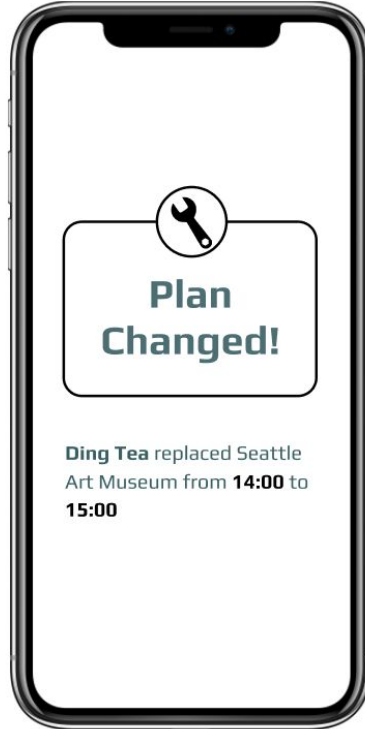 Plan
Changed!
Ding Tea replaced Seattle
Art Museum from 14:00 to
15:00